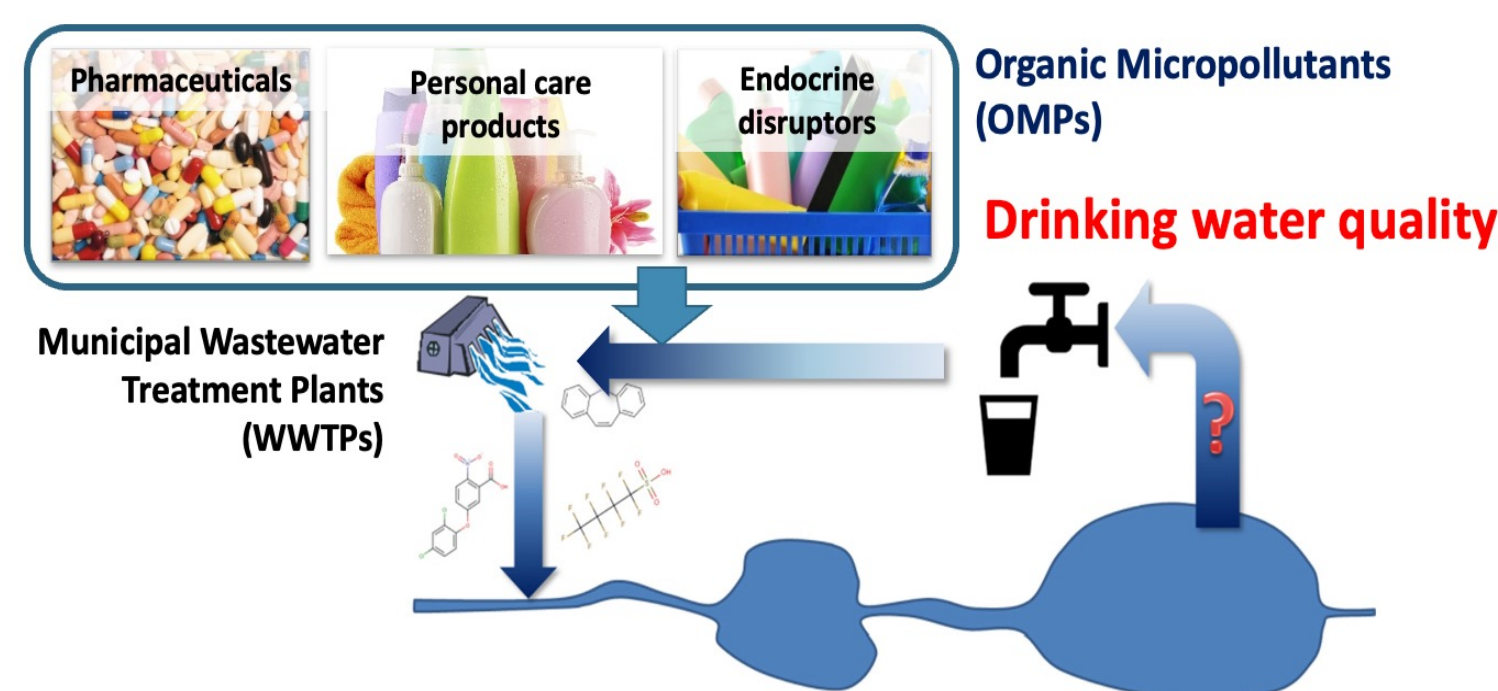 Pharmaceuticals
Personal care
products
Endocrine
disruptors
Organic Micropollutants
(OMPs)
Drinking water quality
Municipal Wastewater
Treatment Plants
(WWTPs)
?